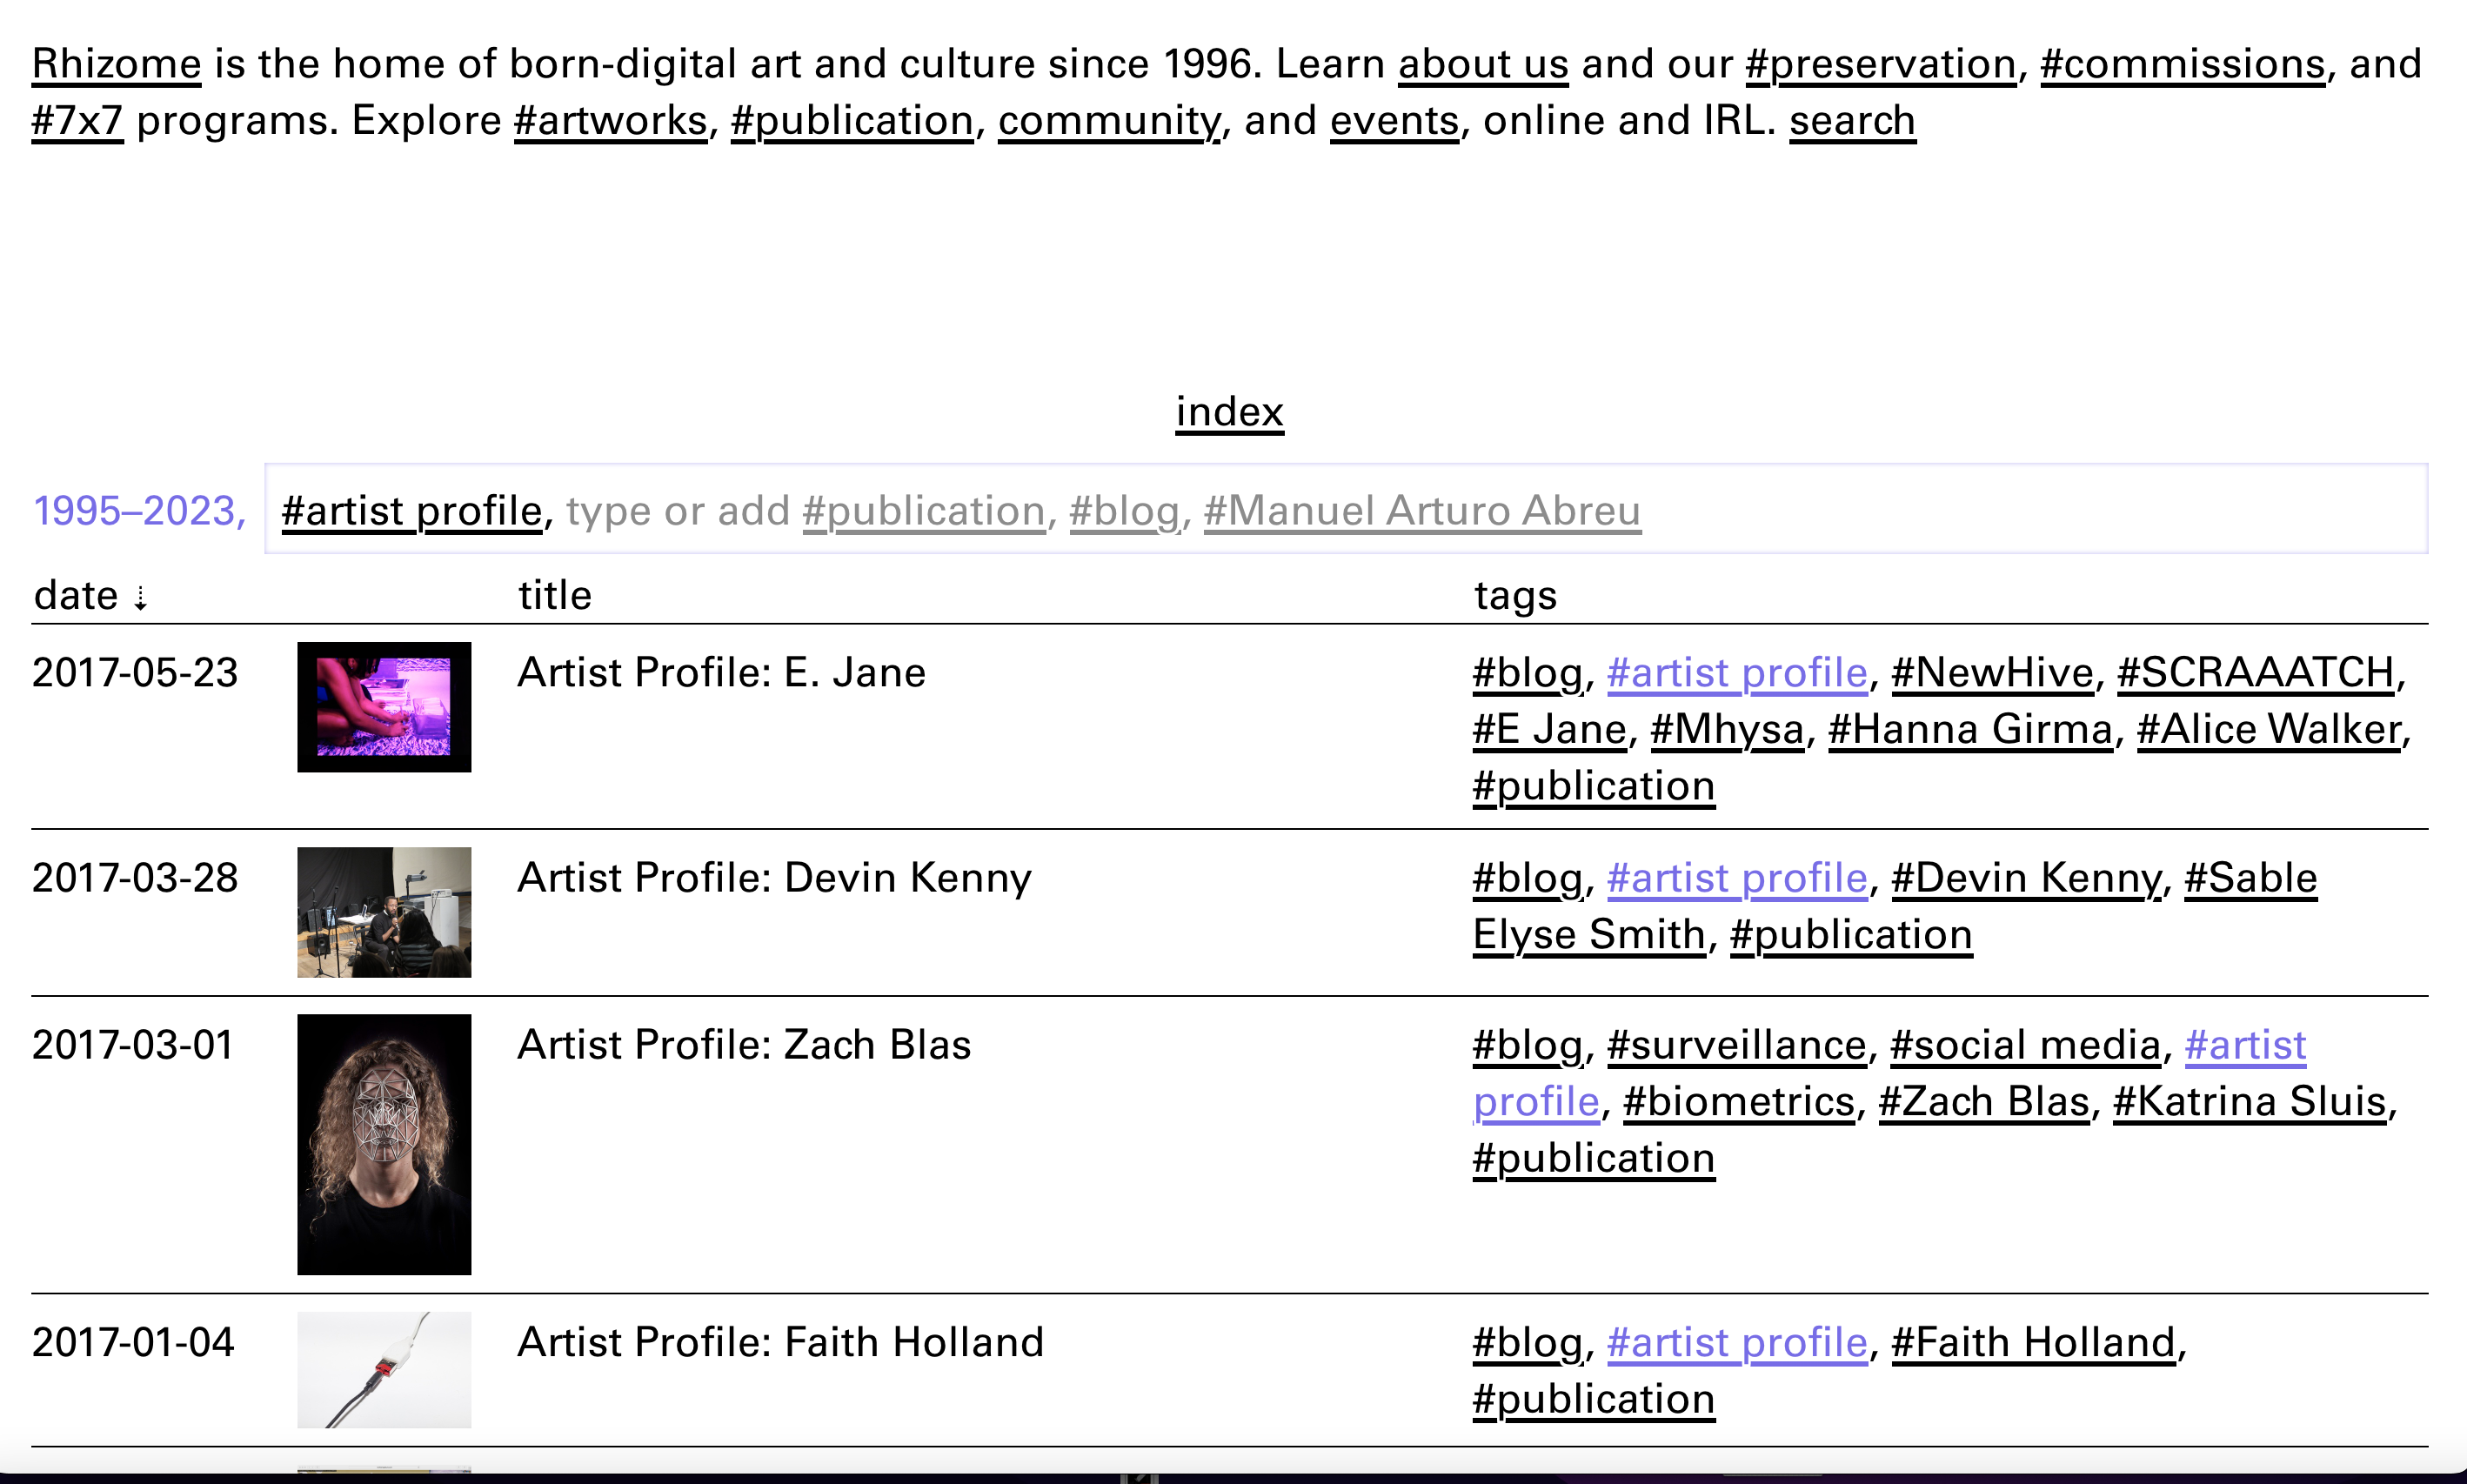 Rhizome is the home of born-digital art and culture since 1996. Learn about us and our #preservation, #commissions, and
#7x7 programs. Explore #artworks, #publication, community, and events, online and IRL. search
index
1995–2023, #artist profile, type or add #publication, #blog, #Manuel Arturo Abreu
date ⇣ title tags
2017-05-23 Artist Profile: E. Jane #blog, #artist profile, #NewHive, #SCRAAATCH,
#E Jane, #Mhysa, #Hanna Girma, #Alice Walker,
#publication
2017-03-28 Artist Profile: Devin Kenny #blog, #artist profile, #Devin Kenny, #Sable
Elyse Smith, #publication
2017-03-01 Artist Profile: Zach Blas #blog, #surveillance, #social media, #artist
profile, #biometrics, #Zach Blas, #Katrina Sluis,
#publication
2017-01-04 Artist Profile: Faith Holland #blog, #artist profile, #Faith Holland,
#publication